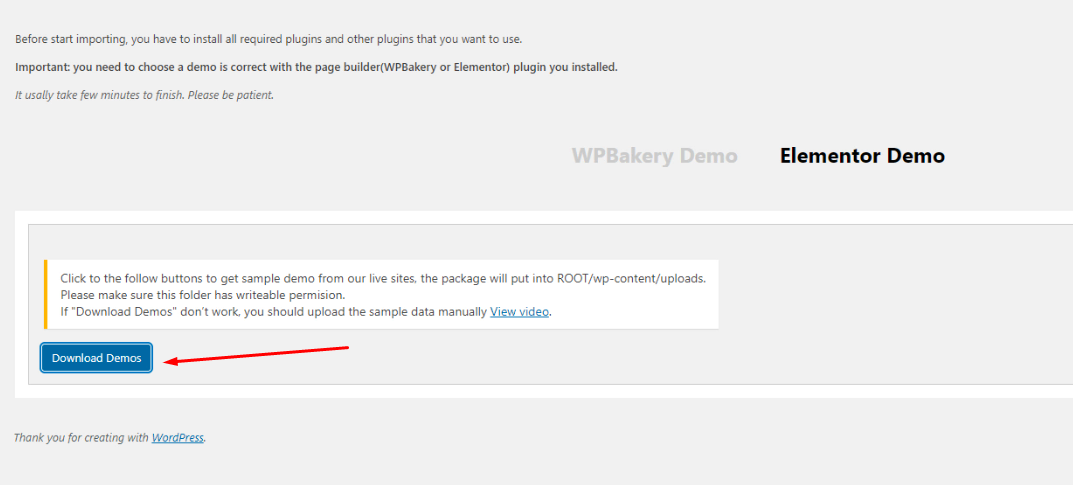 Before start importing, you have to install all required plugins and other plugins that you want to use.
Important: you need to choose a demo is correct with the page builder(WPBakery or Elementor) plugin you installed.
It usally take few minutes to finish. Please be patient.
WPBakery Demo
Elementor Demo
Click to the follow buttons to get sample demo from our live sites, the package will put into ROOT/wp-content/uploads.
Please make sure this folder has writeable permision.
If "Download Demos" don't work, you should upload the sample data manually View video.
Download Demos
Thank you for creating with WordPress.